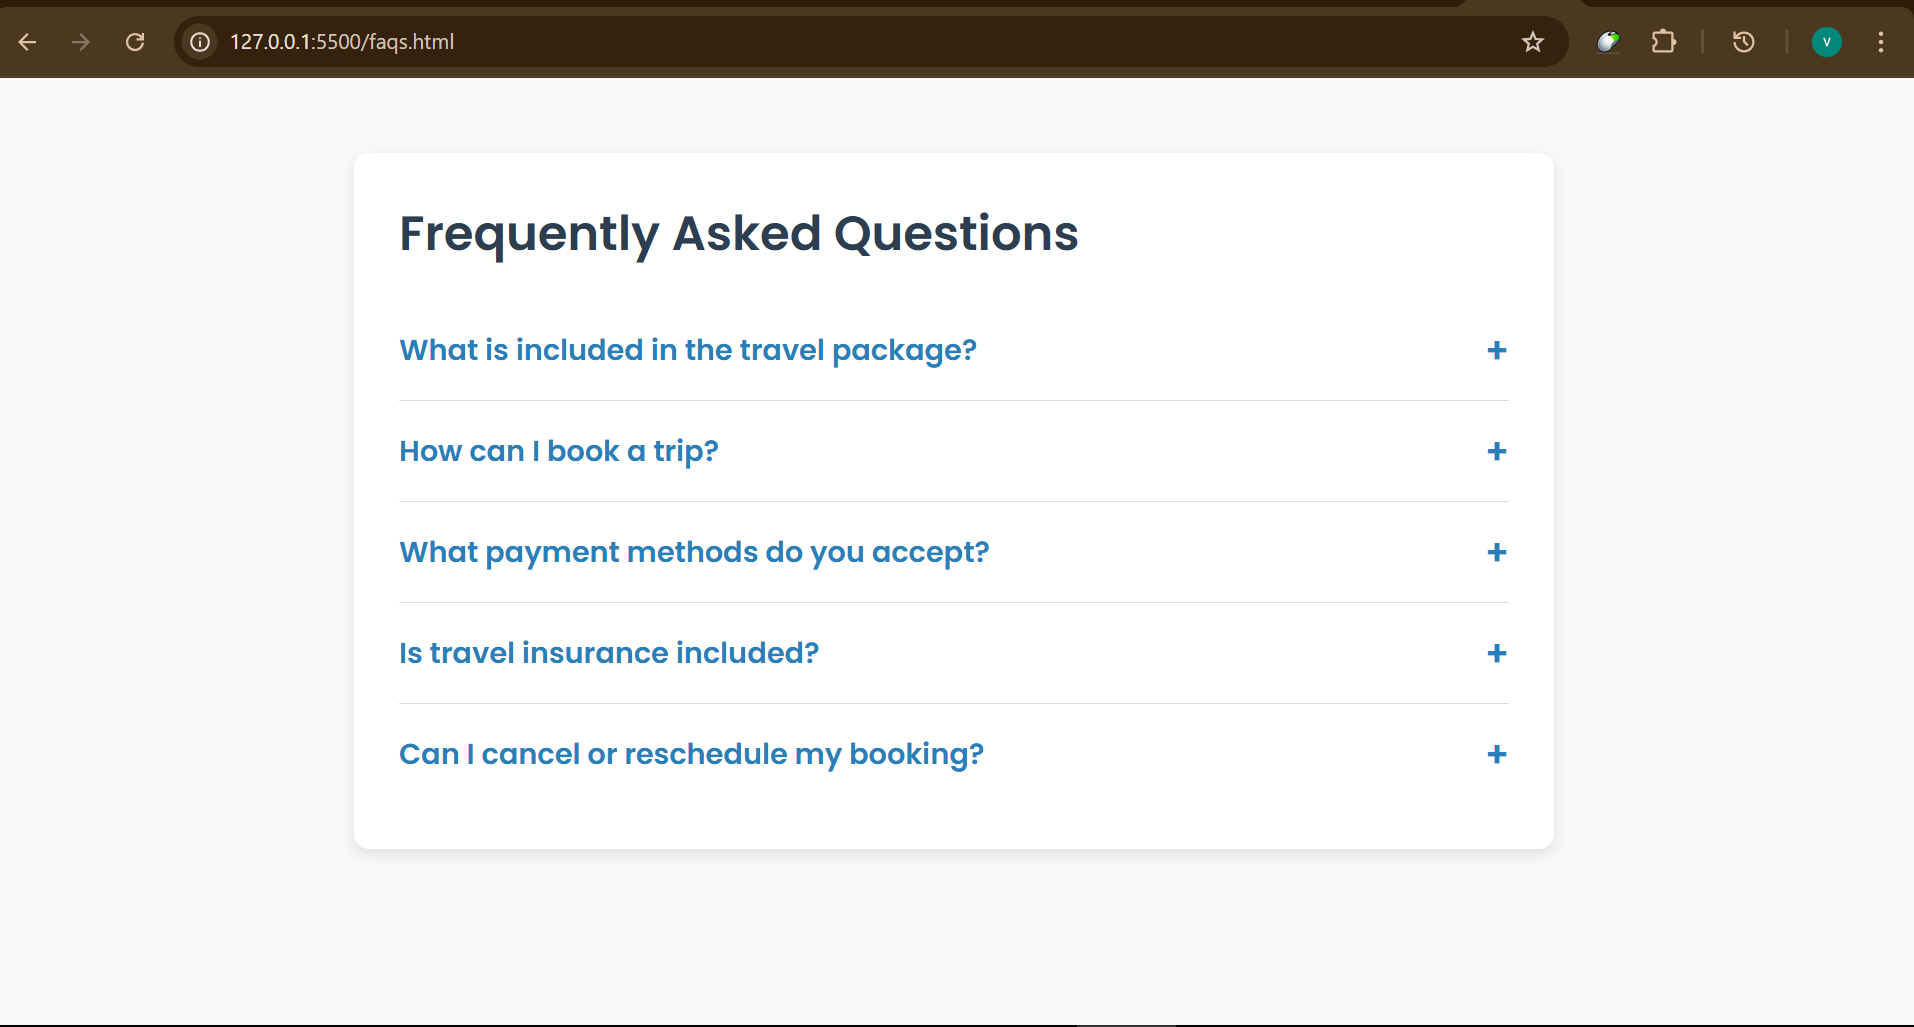 127.0.0.1:5500/faqs.html
V
Frequently Asked Questions
What is included in the travel package? +
How can I book a trip? +
What payment methods do you accept? +
Is travel insurance included? +
Can I cancel or reschedule my booking? +